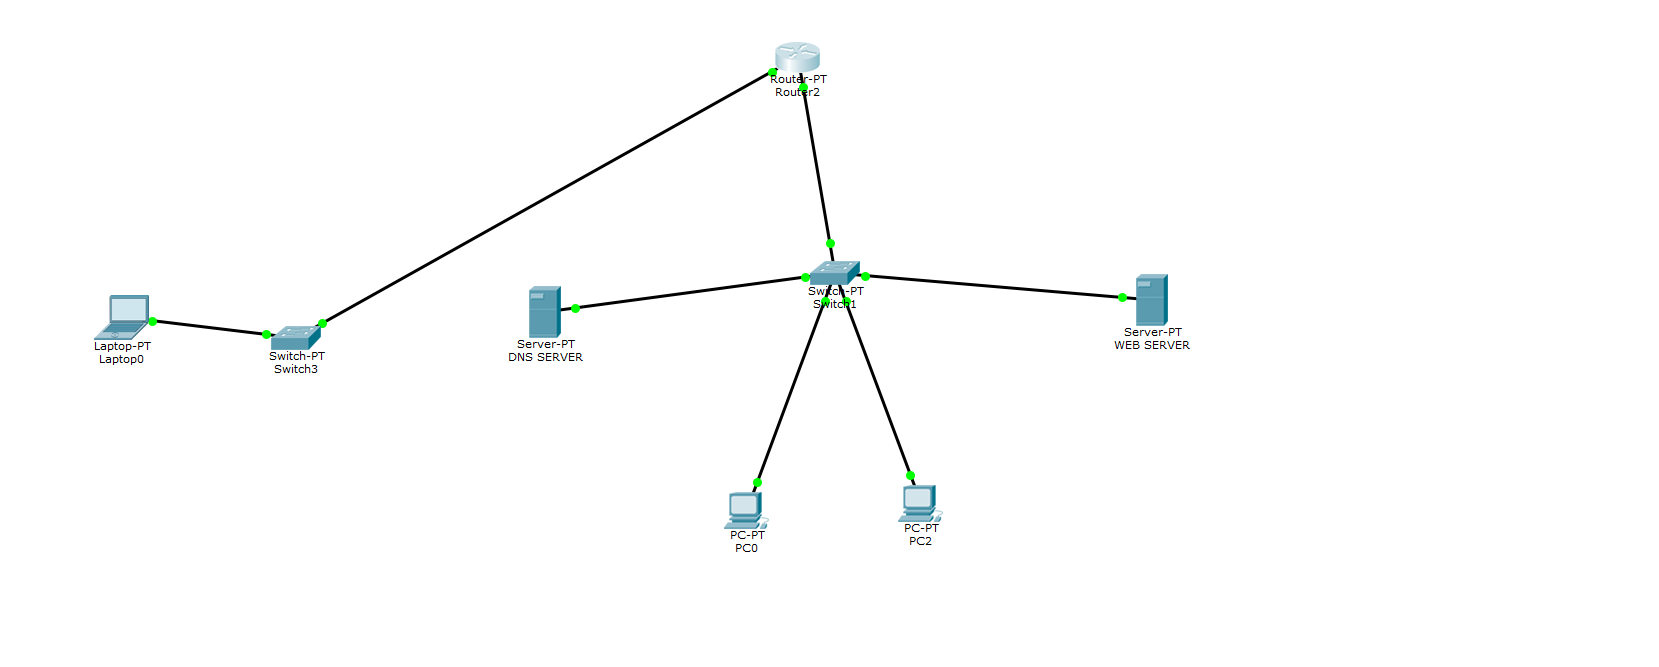 Router-PT
Router2
Switch-PT
Switch1
Laptop-PT
Laptop0
Switch-PT
Switch3
Server-PT
DNS SERVER
Server-PT
WEB SERVER
PC-PT
PC0
PC-PT
PC2